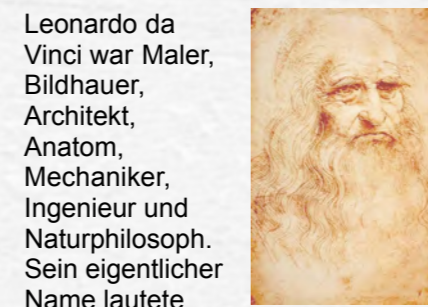 Leonardo da
Vinci war Maler,
Bildhauer,
Architekt,
Anatom,
Mechaniker,
Ingenieur und
Naturphilosoph.
Sein eigentlicher
Name lautete